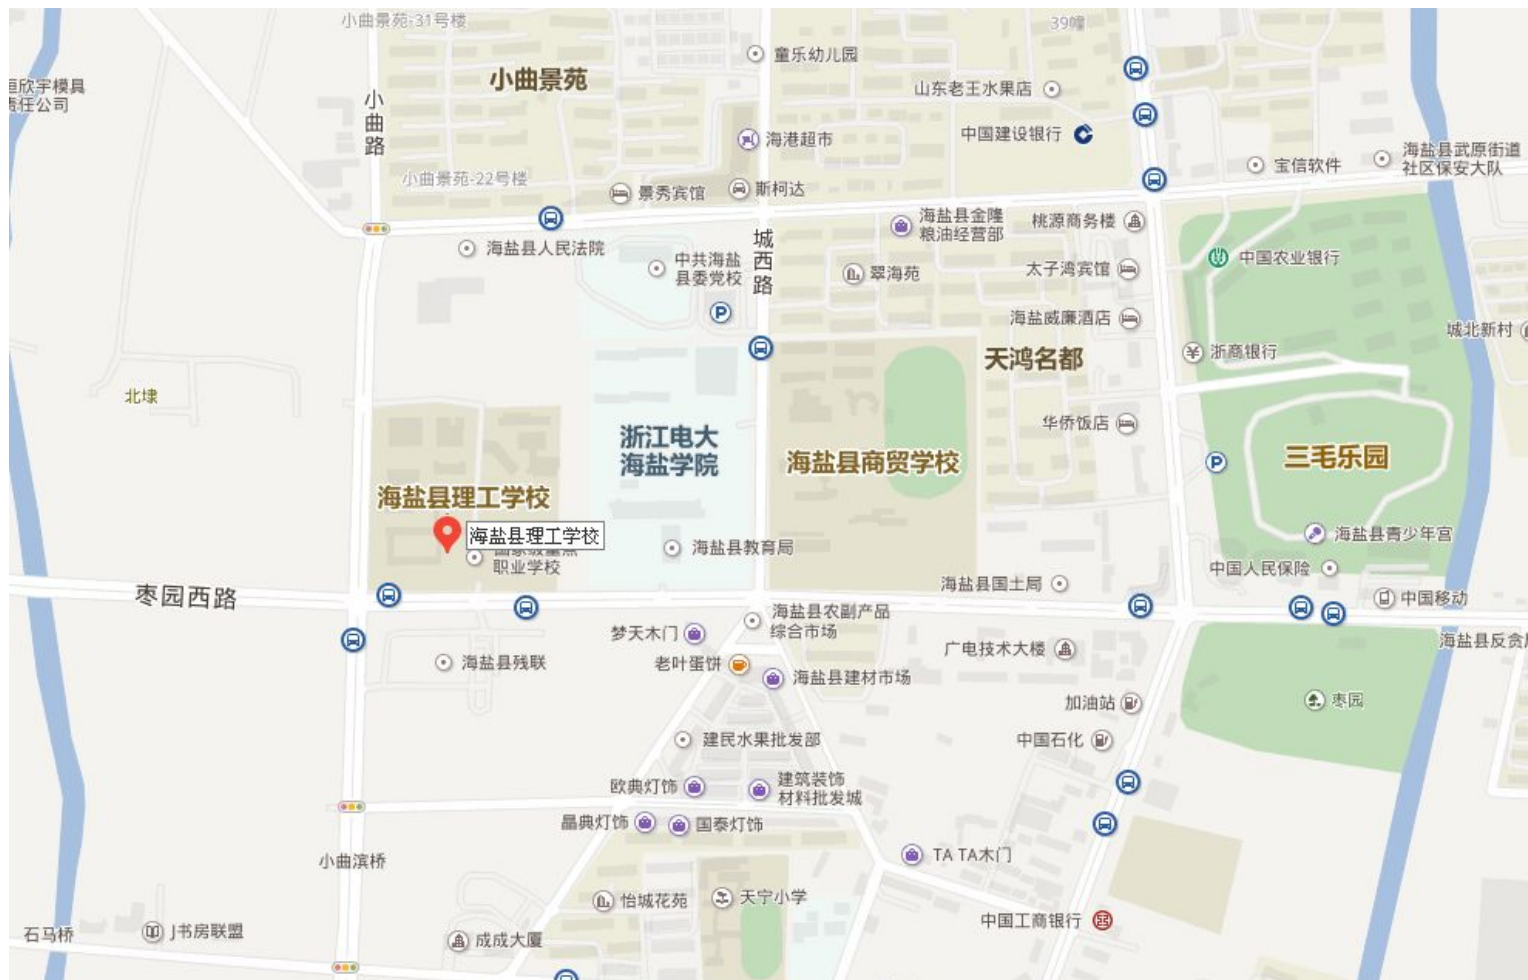 小曲景苑-31号楼
39幢
童乐幼儿园
小曲景苑
山东老王水果店
恒欣宇模具
责任公司
小曲路
海港超市
中国建设银行
宝信软件
海盐县武原街道
社区保安大队
小曲景苑-22号楼
景秀宾馆
斯柯达
海盐县金隆
粮油经营部
桃源商务楼
海盐县人民法院
城西路
中共海盐
县委党校
翠海苑
太子湾宾馆
中国农业银行
P
海盐威廉酒店
城北新村
天鸿名都
浙商银行
北埭
华侨饭店
浙江电大
海盐学院
海盐县商贸学校
P
三毛乐园
海盐县理工学校
海盐县理工学校
国家级重点
职业学校
海盐县教育局
海盐县青少年宫
中国人民保险
海盐县国土局
枣园西路
中国移动
海盐县农副产品
综合市场
梦天木门
海盐县反贪局
广电技术大楼
海盐县残联
老叶蛋饼
海盐县建材市场
加油站
枣园
建民水果批发部
中国石化
欧典灯饰
建筑装饰
材料批发城
晶典灯饰
国泰灯饰
小曲滨桥
TA TA木门
怡城花苑
天宁小学
中国工商银行
石马桥
J书房联盟
成成大厦